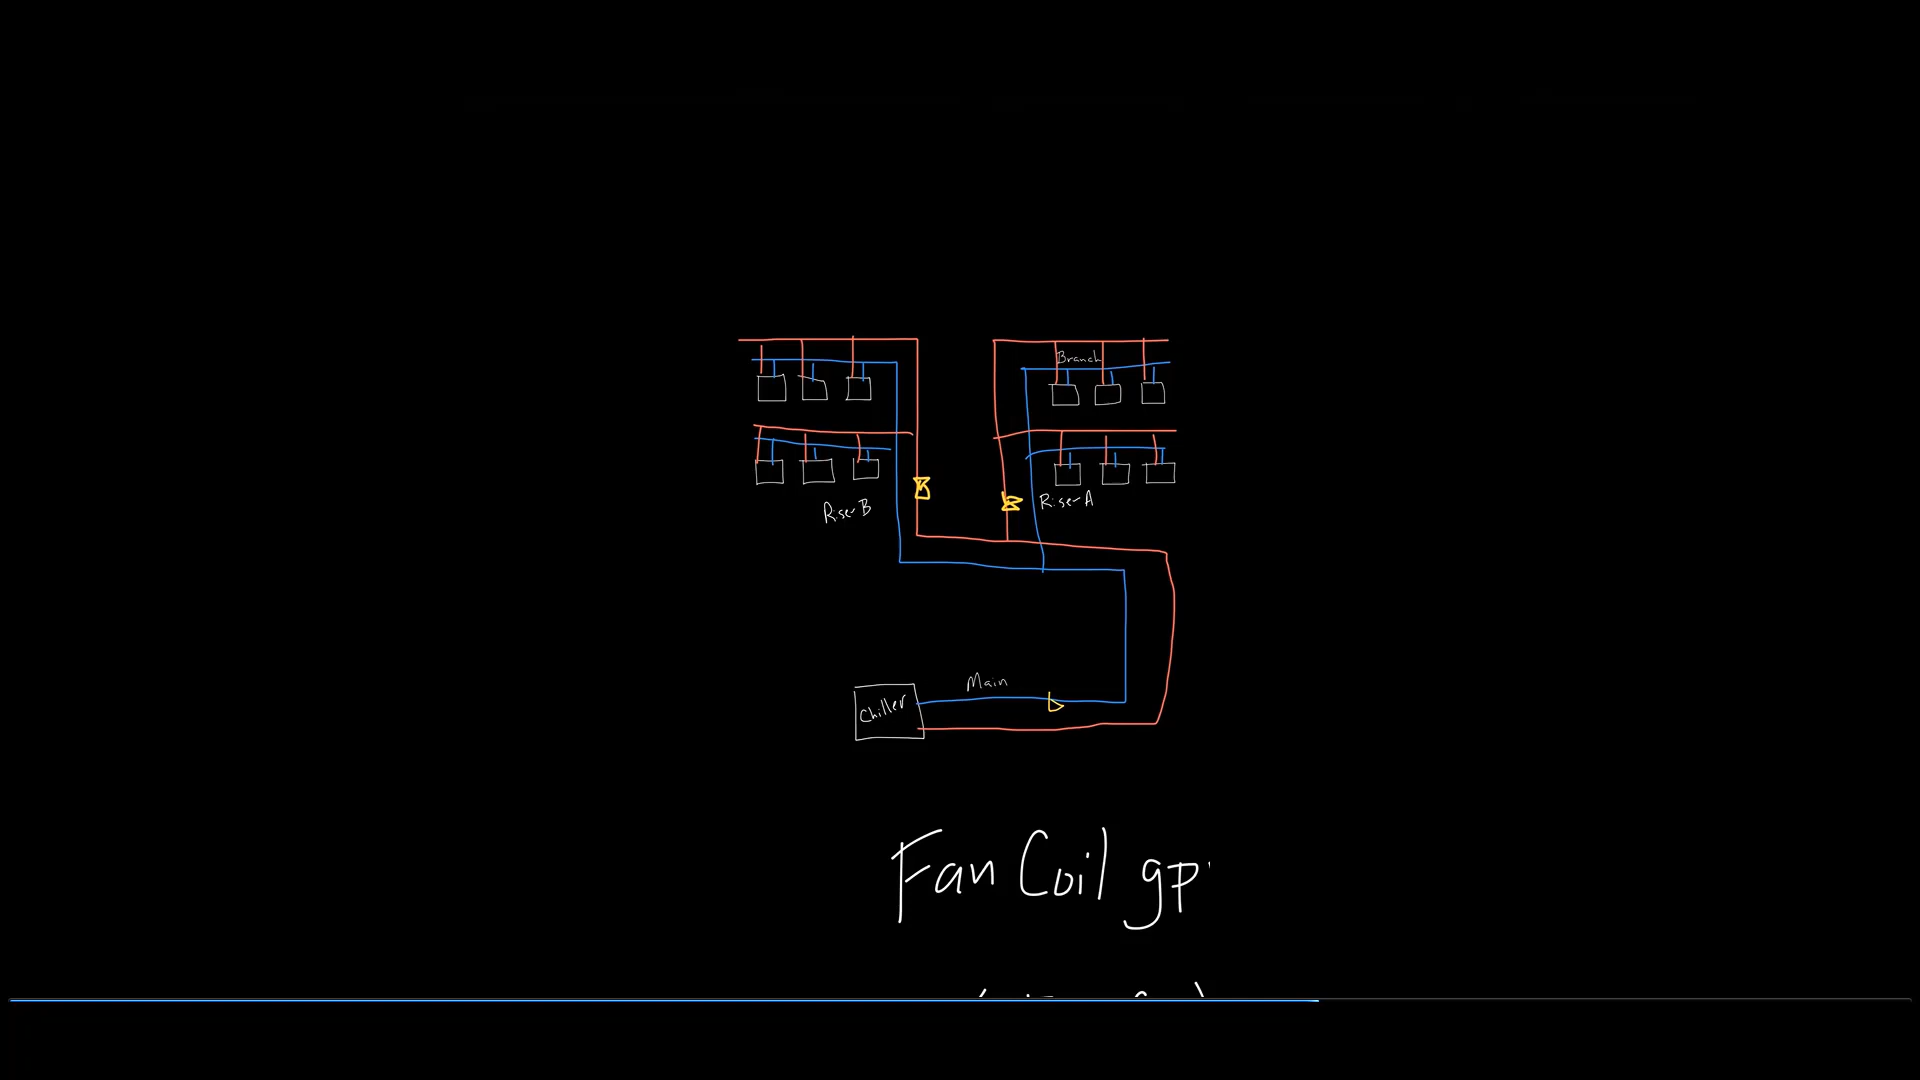 Branch
Riser B
Riser A
Main
Chiller
Fan Coil gp